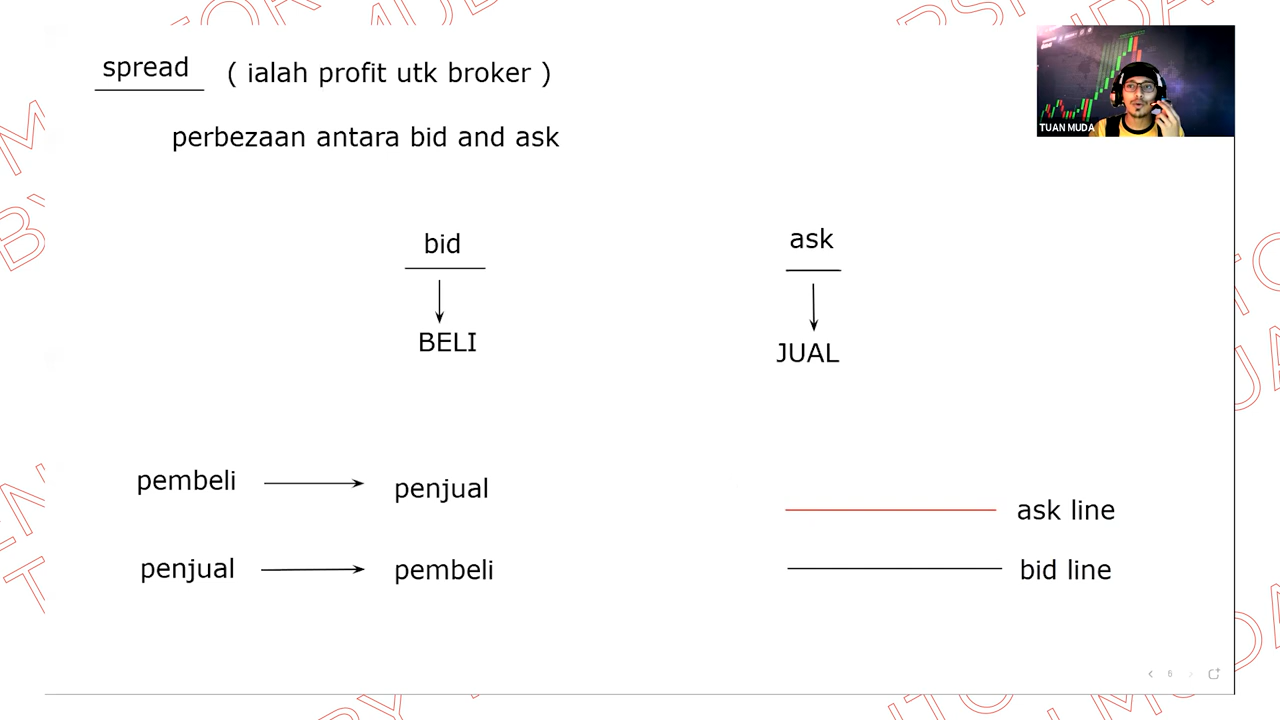 spread ( ialah profit utk broker )
perbezaan antara bid and ask
TUAN MUDA
bid
ask
BELI
JUAL
pembeli penjual
penjual pembeli
ask line
bid line
6